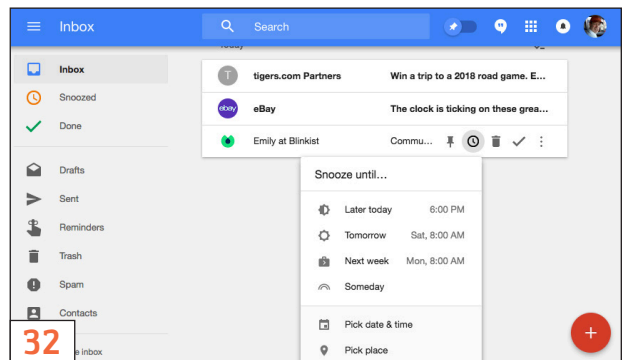 Inbox
Search
Today
Inbox
Snoozed
Done
Drafts
Sent
Reminders
Trash
Spam
Contacts
inbox
T tigers.com Partners Win a trip to a 2018 road game. E...
ebay eBay The clock is ticking on these grea...
Emily at Blinkist Commu...
Snooze until...
Later today 6:00 PM
Tomorrow Sat, 8:00 AM
Next week Mon, 8:00 AM
Someday
Pick date & time
Pick place
32